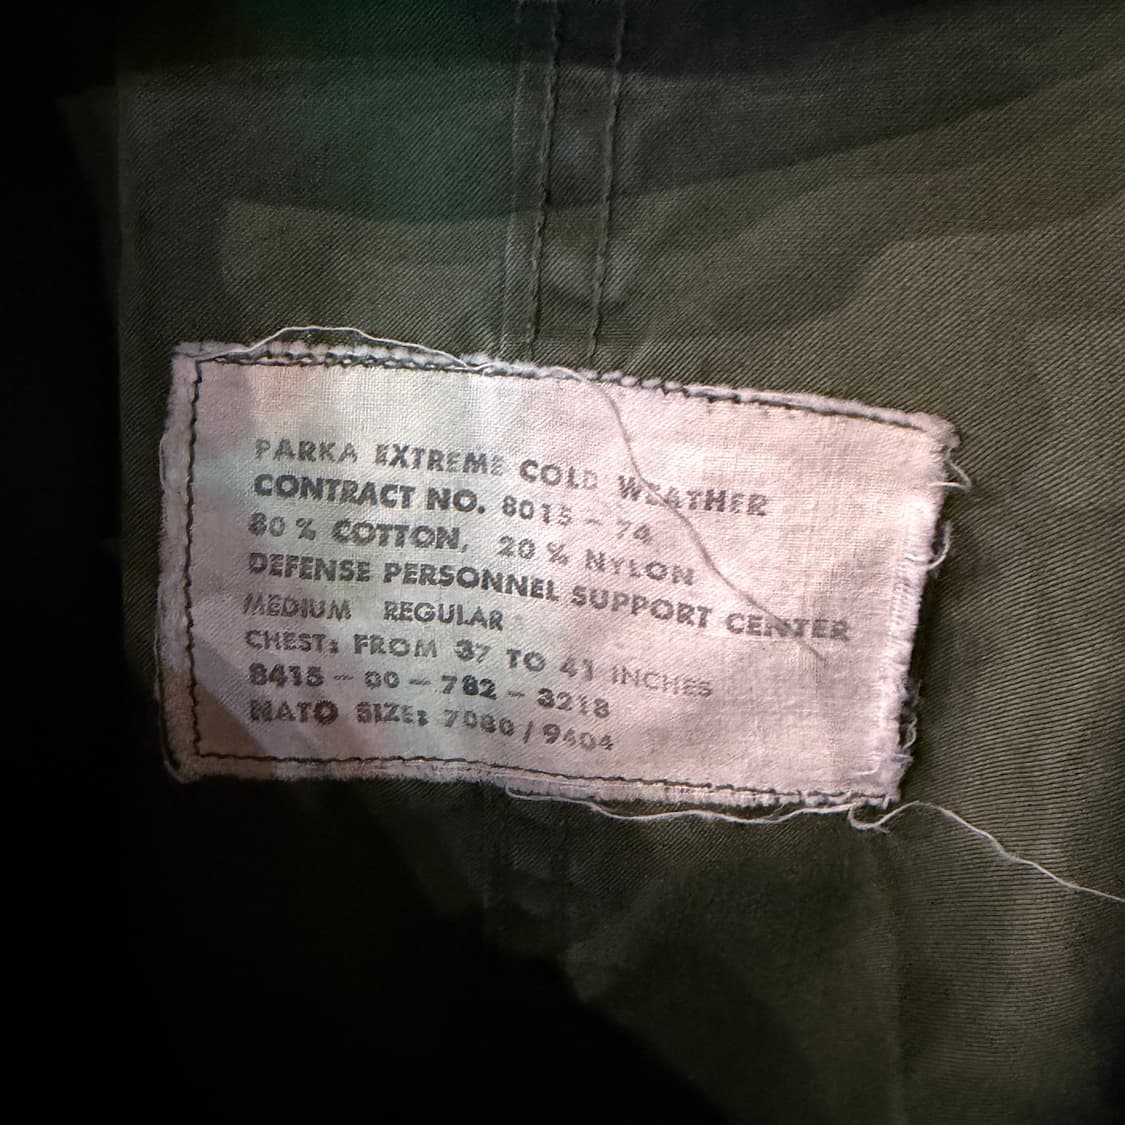 PARKA EXTREME COLD WEATHER
CONTRACT NO. 8015 - 74
80 % COTTON, 20 % NYLON
DEFENSE PERSONNEL SUPPORT CENTER
MEDIUM REGULAR
CHEST: FROM 37 TO 41 INCHES
8415 - 00 - 782 - 3218
NATO SIZE: 7080 / 9404